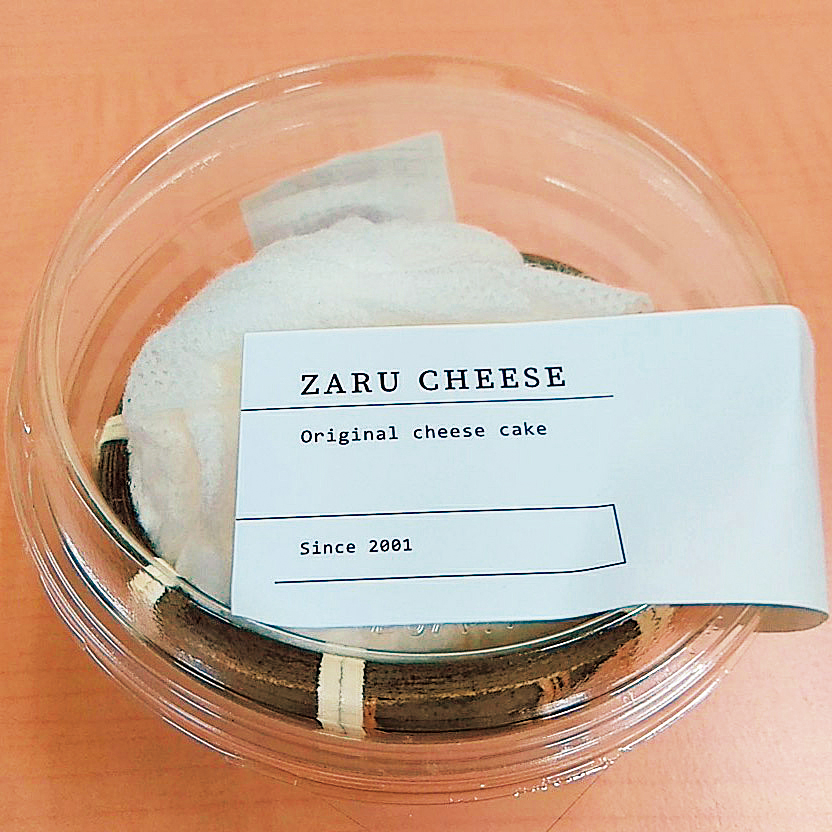 ZARU CHEESE
Original cheese cake
Since 2001